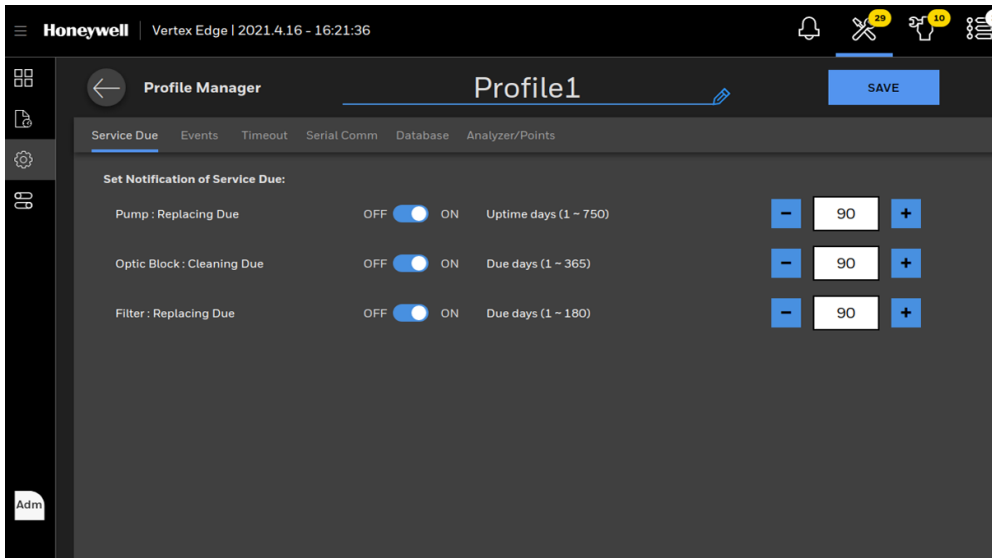 Honeywell Vertex Edge | 2021.4.16 - 16:21:36 29 10
Profile Manager Profile1 SAVE
Service Due Events Timeout Serial Comm Database Analyzer/Points
Set Notification of Service Due:
Pump : Replacing Due OFF ON Uptime days (1 ~ 750) - 90 +
Optic Block : Cleaning Due OFF ON Due days (1 ~ 365) - 90 +
Filter : Replacing Due OFF ON Due days (1 ~ 180) - 90 +
Adm